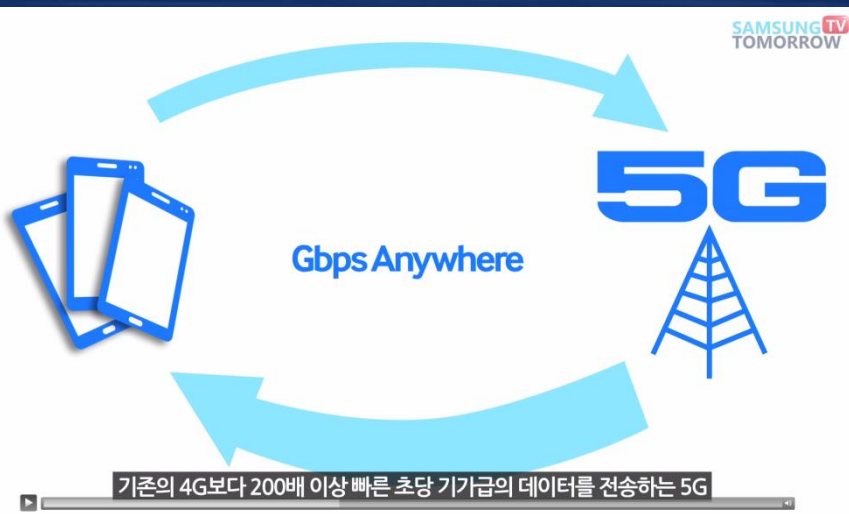 SAMSUNG TV
TOMORROW
5G
Gbps Anywhere
기존의 4G보다 200배 이상 빠른 초당 기가급의 데이터를 전송하는 5G